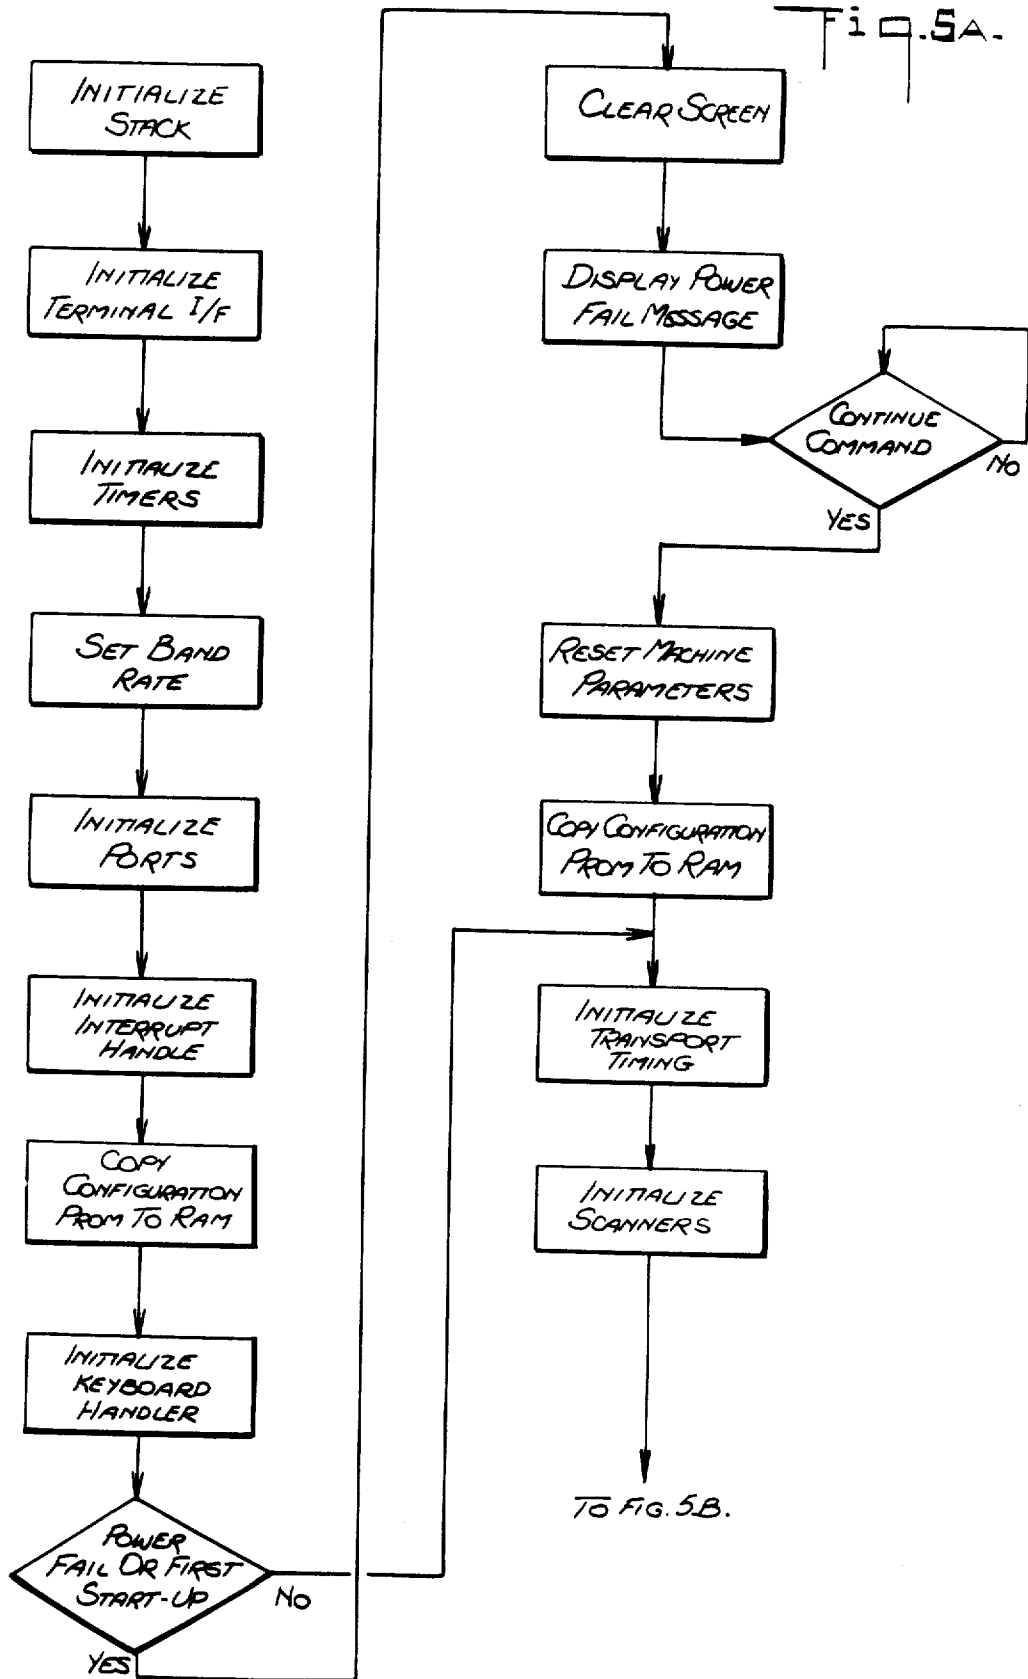 Fig.5A.
INITIALIZE
STACK
INITIALIZE
TERMINAL I/F
INITIALIZE
TIMERS
SET BAND
RATE
INITIALIZE
PORTS
INITIALIZE
INTERRUPT
HANDLE
COPY
CONFIGURATION
PROM TO RAM
INITIALIZE
KEYBOARD
HANDLER
POWER
FAIL OR FIRST
START-UP
NO
YES
CLEAR SCREEN
DISPLAY POWER
FAIL MESSAGE
CONTINUE
COMMAND
NO
YES
RESET MACHINE
PARAMETERS
COPY CONFIGURATION
PROM TO RAM
INITIALIZE
TRANSPORT
TIMING
INITIALIZE
SCANNERS
TO FIG. 5B.